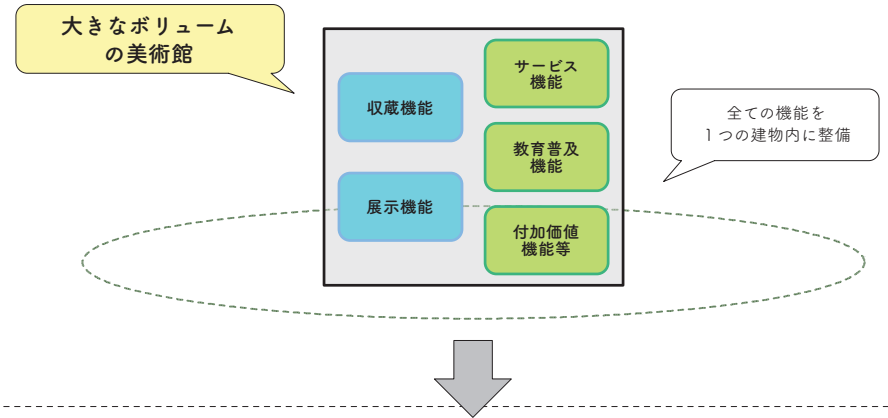 大きなボリューム
の美術館
収蔵機能
展示機能
サービス
機能
教育普及
機能
付加価値
機能等
全ての機能を
１つの建物内に整備